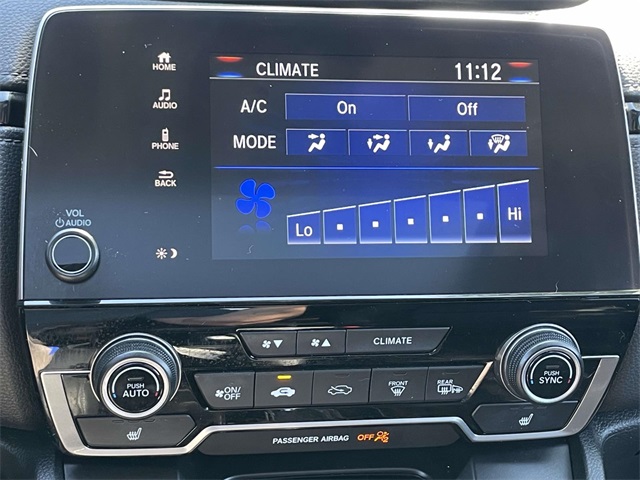 HOME
CLIMATE 11:12
AUDIO
A/C On Off
PHONE
MODE
BACK
VOL
AUDIO
Lo Hi
CLIMATE
PUSH
AUTO
ON/
OFF
FRONT
REAR
PUSH
SYNC
PASSENGER AIRBAG OFF